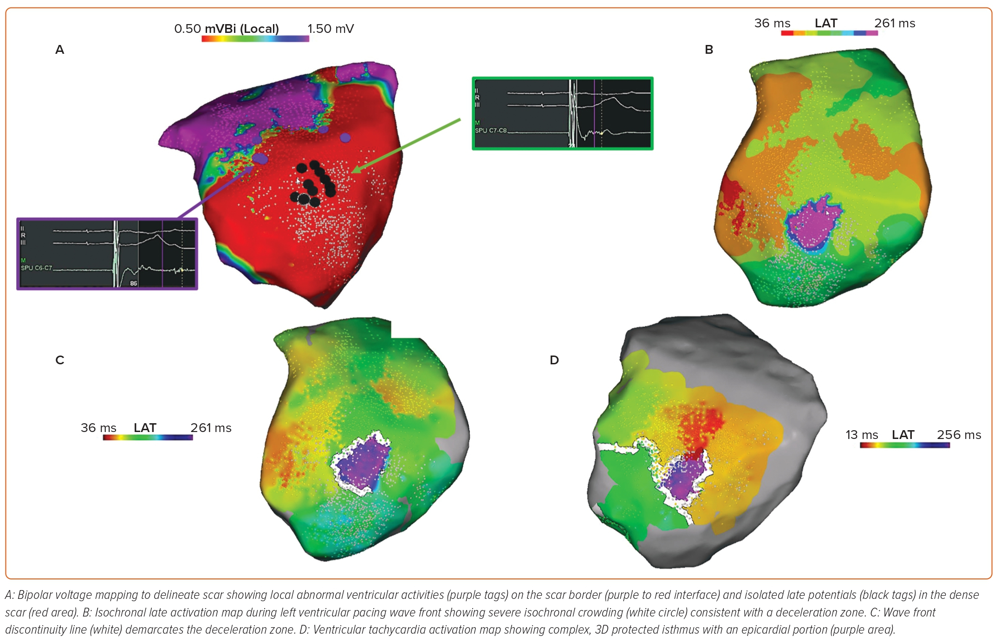 0.50 mVBi (Local) 1.50 mV
36 ms LAT 261 ms
A
B
II
R
III
M
SPU C7-C8
II
R
III
M
SPU C6-C7
86
C
D
36 ms LAT 261 ms
13 ms LAT 256 ms
A: Bipolar voltage mapping to delineate scar showing local abnormal ventricular activities (purple tags) on the scar border (purple to red interface) and isolated late potentials (black tags) in the dense
scar (red area). B: Isochronal late activation map during left ventricular pacing wave front showing severe isochronal crowding (white circle) consistent with a deceleration zone. C: Wave front
discontinuity line (white) demarcates the deceleration zone. D: Ventricular tachycardia activation map showing complex, 3D protected isthmus with an epicardial portion (purple area).